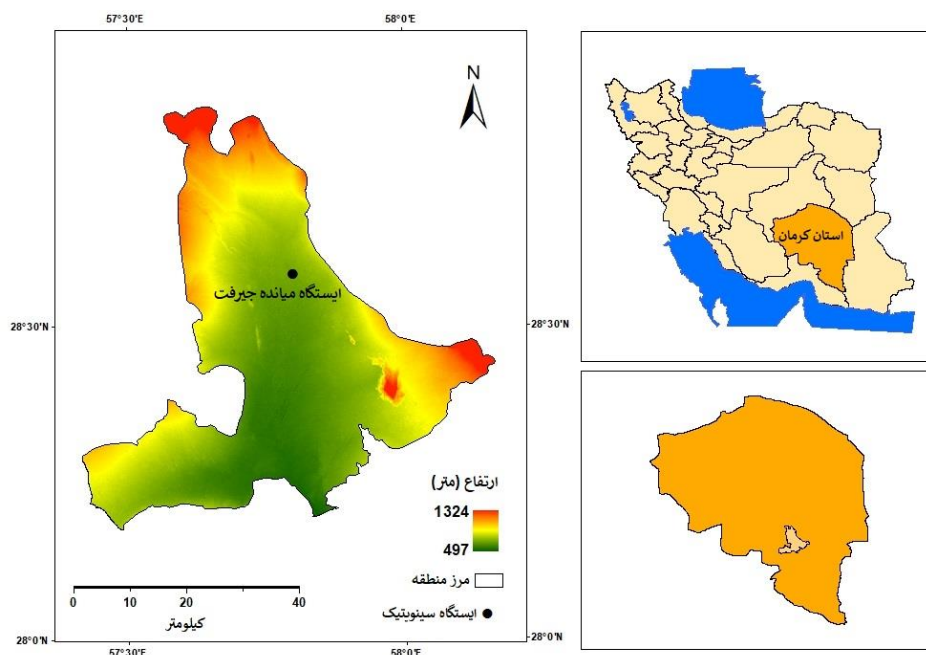 57°30'E
58°0'E
N
ایستگاه میانده جیرفت
28°30'N
28°30'N
ارتفاع (متر)
1324
497
مرز منطقه
ایستگاه سینوپتیک
0 10 20 40
کیلومتر
28°0'N
28°0'N
57°30'E
58°0'E
استان کرمان